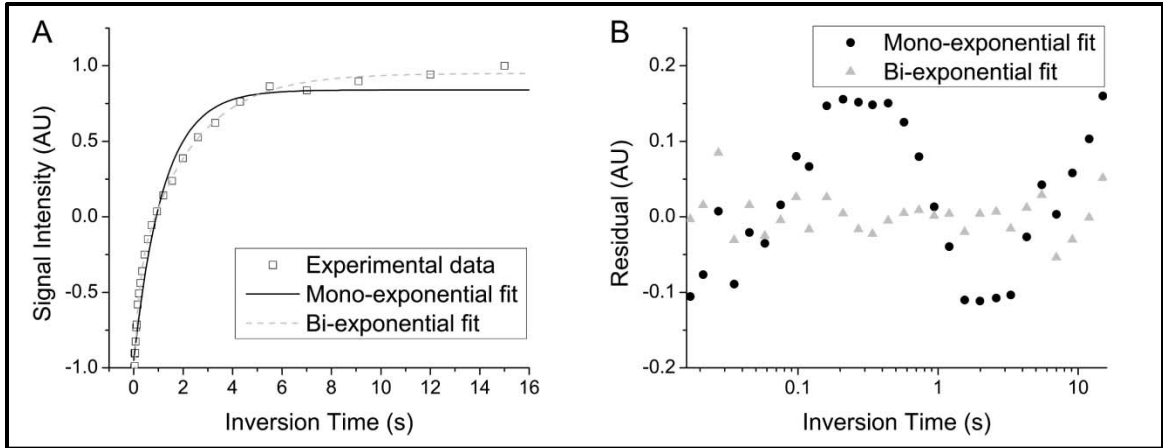 A
Signal Intensity (AU)
1.0
0.5
0.0
-0.5
-1.0
Experimental data
Mono-exponential fit
Bi-exponential fit
0 2 4 6 8 10 12 14 16
Inversion Time (s)
B
Mono-exponential fit
Bi-exponential fit
Residual (AU)
0.2
0.1
0.0
-0.1
-0.2
0.1 1 10
Inversion Time (s)